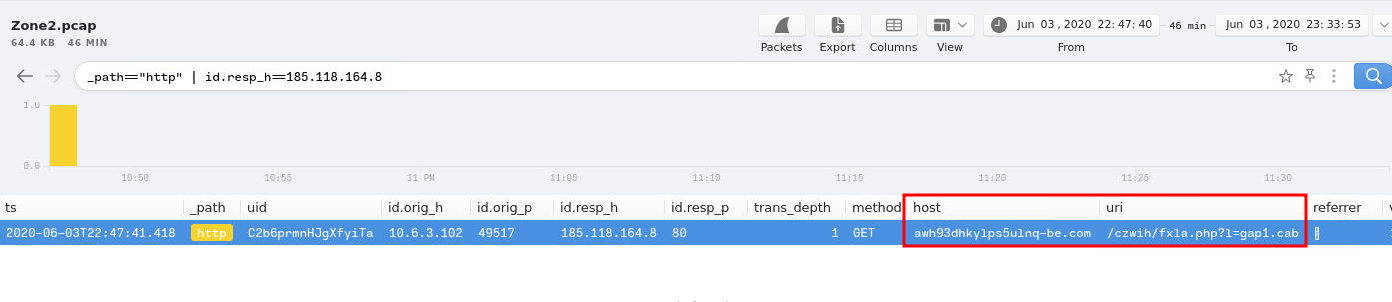 Zone2.pcap
64.4 KB 46 MIN
Packets Export Columns View
Jun 03 , 2020 22: 47: 40 46 min Jun 03 , 2020 23: 33: 53
From To
_path=="http" | id.resp_h==185.118.164.8
1.0
0.0
10:50 10:55 11 PM 11:05 11:10 11:15 11:20 11:25 11:30
ts _path uid id.orig_h id.orig_p id.resp_h id.resp_p trans_depth method host uri referrer
2020-06-03T22:47:41.418 http C2b6prmnHJgXfyiTa 10.6.3.102 49517 185.118.164.8 80 1 GET awh93dhkylps5ulnq-be.com /czwih/fxla.php?l=gap1.cab